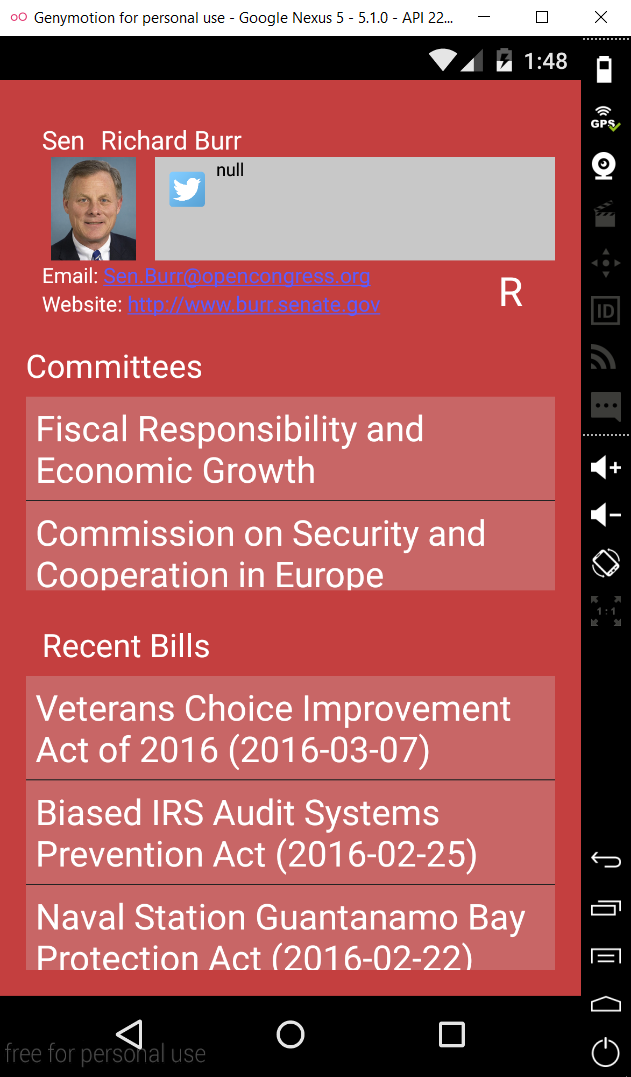 Genymotion for personal use - Google Nexus 5 - 5.1.0 - API 22...
1:48
GPS
Sen Richard Burr
null
Email: Sen.Burr@opencongress.org
Website: http://www.burr.senate.gov
R
ID
Committees
Fiscal Responsibility and
Economic Growth
Commission on Security and
Cooperation in Europe
1:1
Recent Bills
Veterans Choice Improvement
Act of 2016 (2016-03-07)
Biased IRS Audit Systems
Prevention Act (2016-02-25)
Naval Station Guantanamo Bay
Protection Act (2016-02-22)
free for personal use